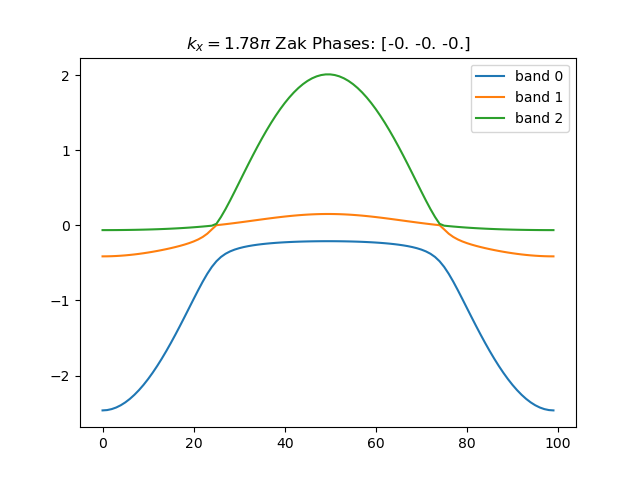 $k_x = 1.78\pi$ Zak Phases: [-0. -0. -0.]
band 0
band 1
band 2
2
1
0
−1
−2
0 20 40 60 80 100